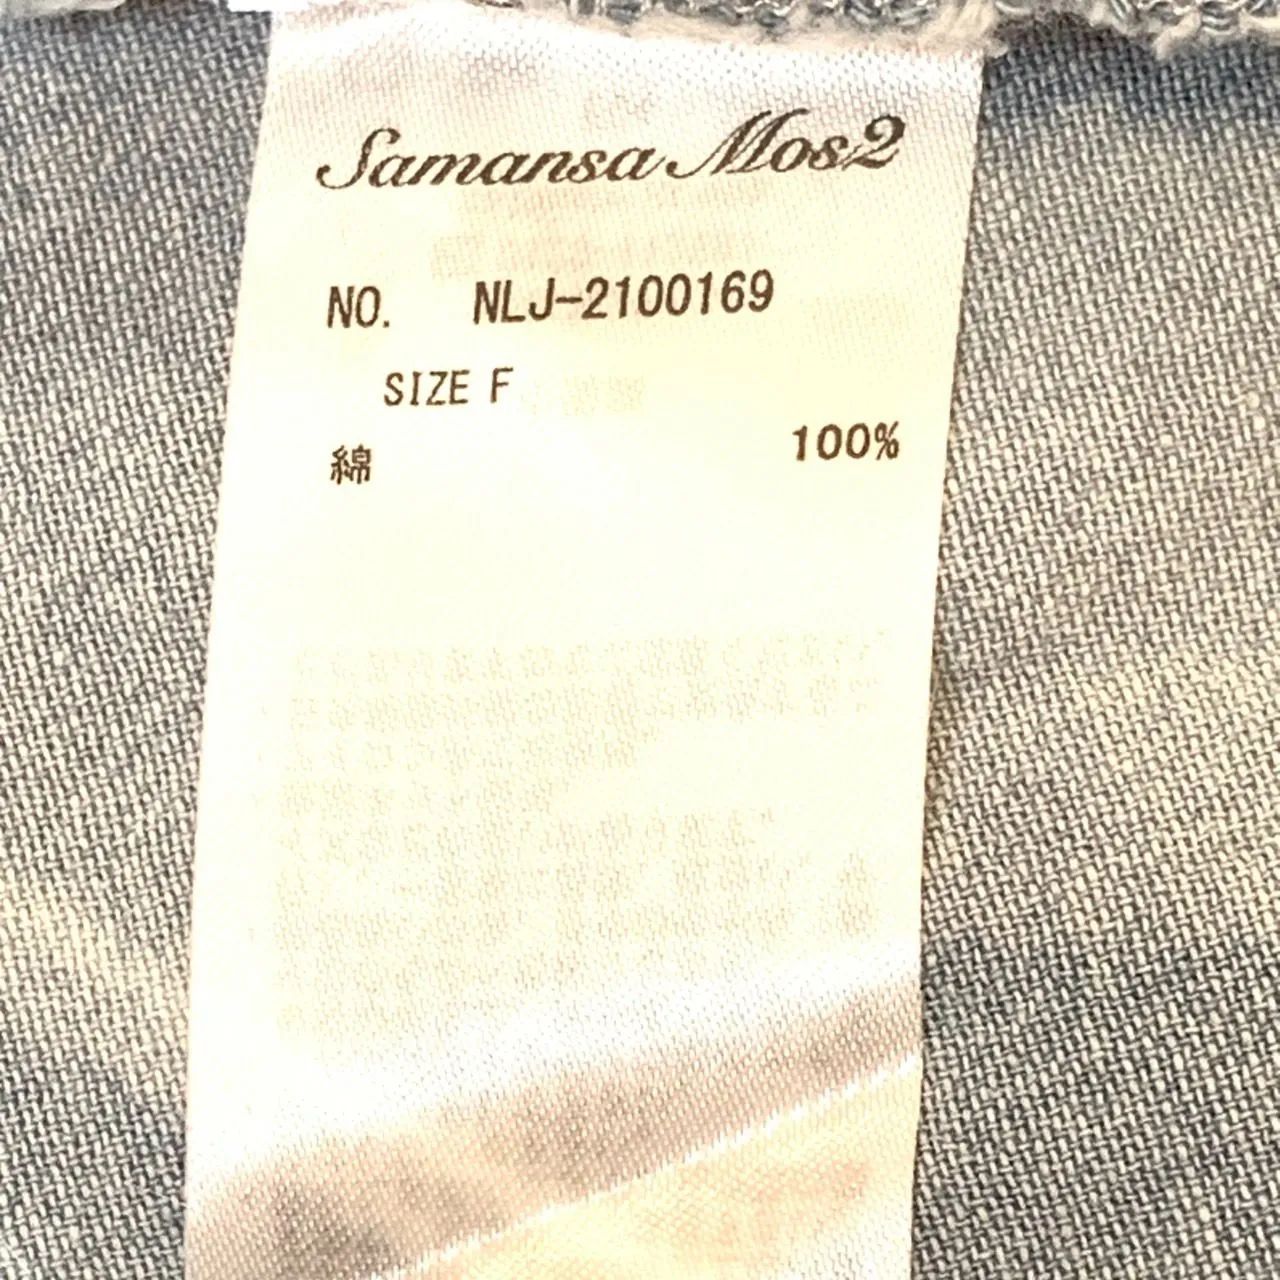 Samansa Mos2
NO. NLJ-2100169
SIZE F
綿 100%